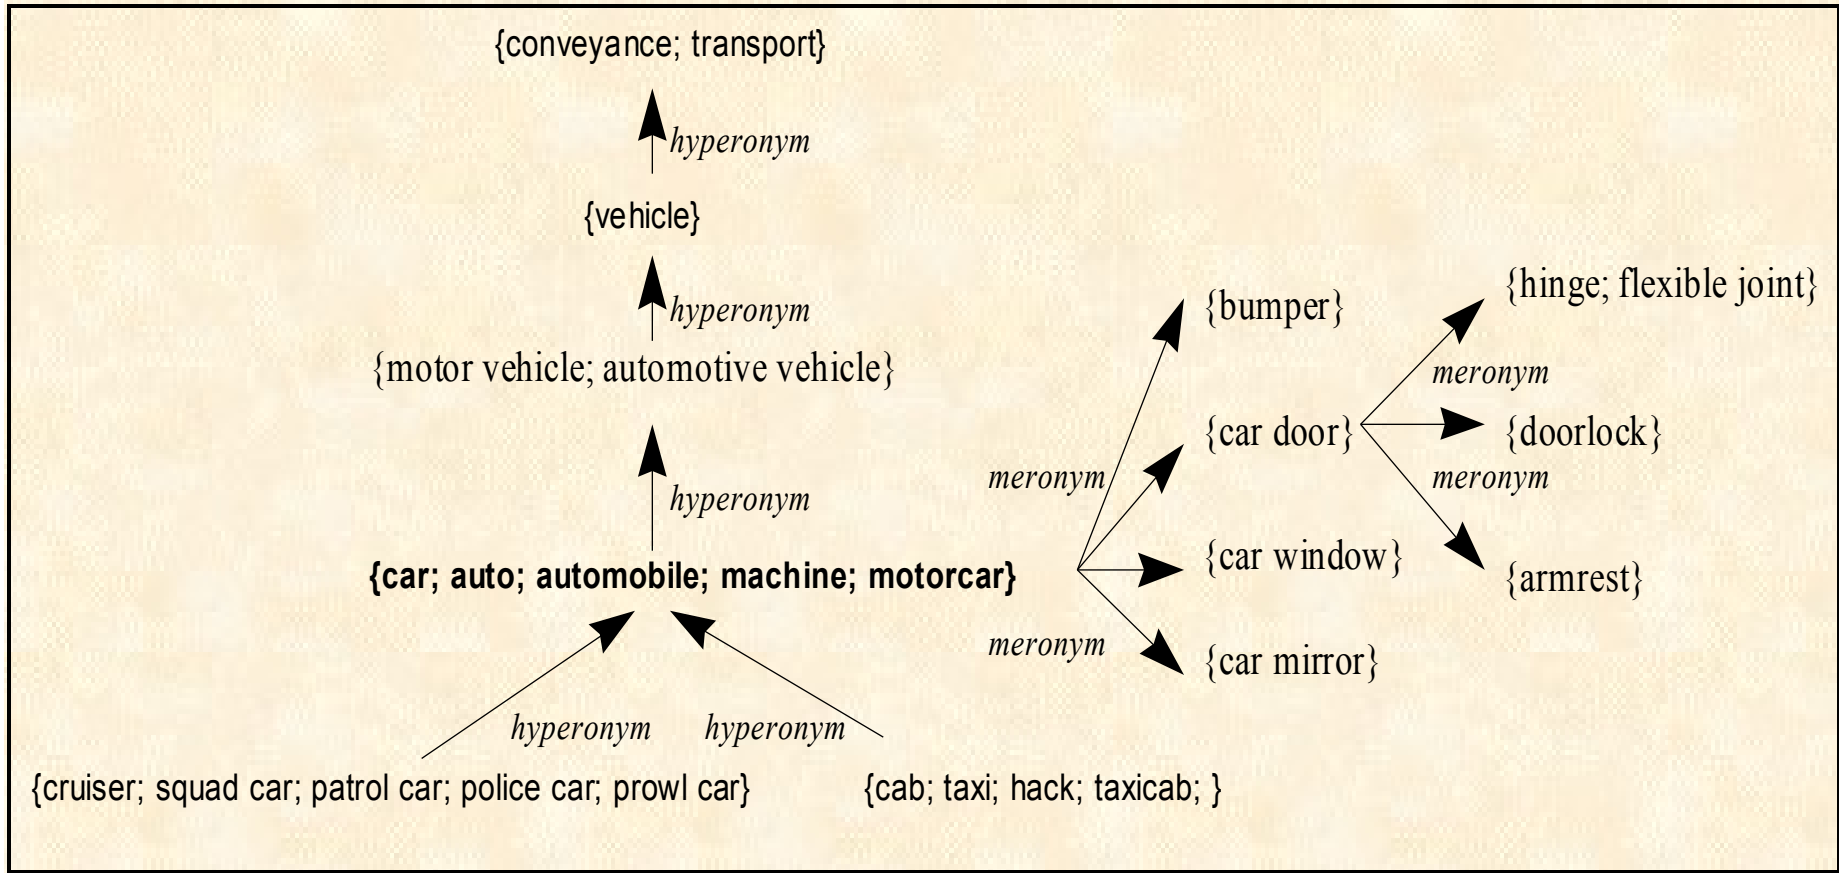 {conveyance; transport}
hyperonym
{vehicle}
hyperonym
{motor vehicle; automotive vehicle}
hyperonym
{car; auto; automobile; machine; motorcar}
hyperonym
hyperonym
{cruiser; squad car; patrol car; police car; prowl car}
{cab; taxi; hack; taxicab; }
meronym
meronym
{bumper}
{car door}
{car window}
{car mirror}
meronym
meronym
{hinge; flexible joint}
{doorlock}
{armrest}